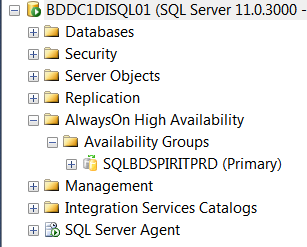 BDDC1DISQL01 (SQL Server 11.0.3000 -
Databases
Security
Server Objects
Replication
AlwaysOn High Availability
Availability Groups
SQLBDSPIRITPRD (Primary)
Management
Integration Services Catalogs
SQL Server Agent